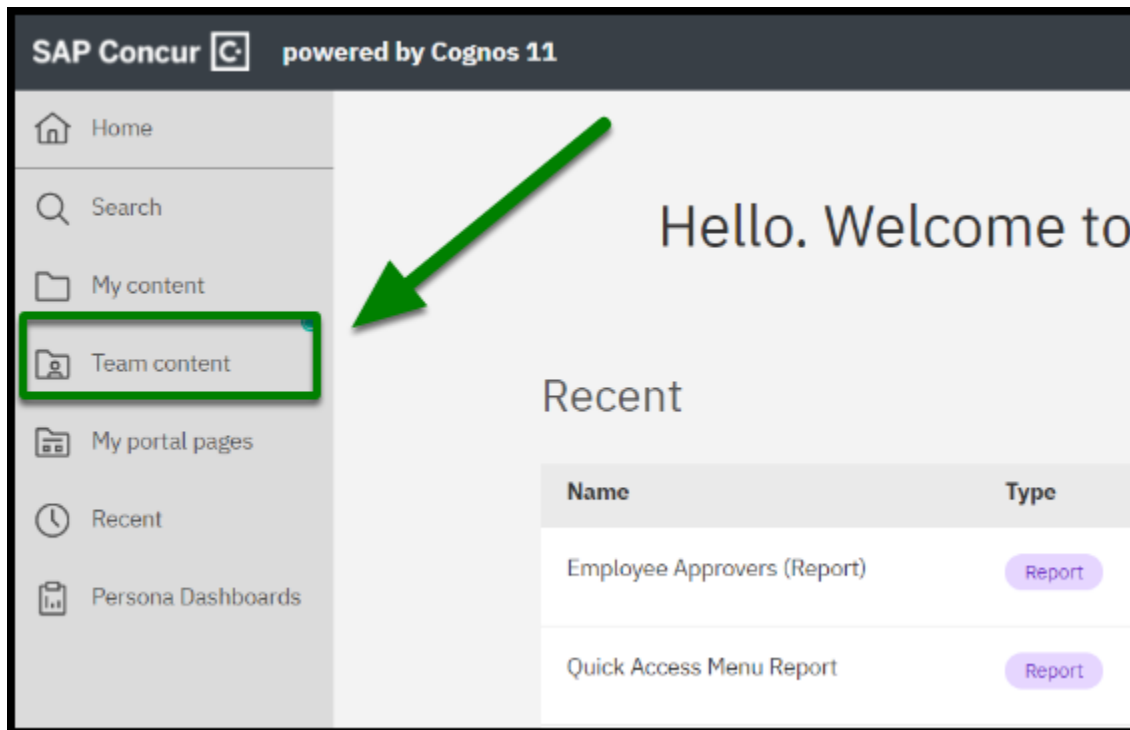 SAP Concur C. powered by Cognos 11
Home
Search
My content
Team content
My portal pages
Recent
Persona Dashboards
Hello. Welcome to
Recent
Name Type
Employee Approvers (Report) Report
Quick Access Menu Report Report